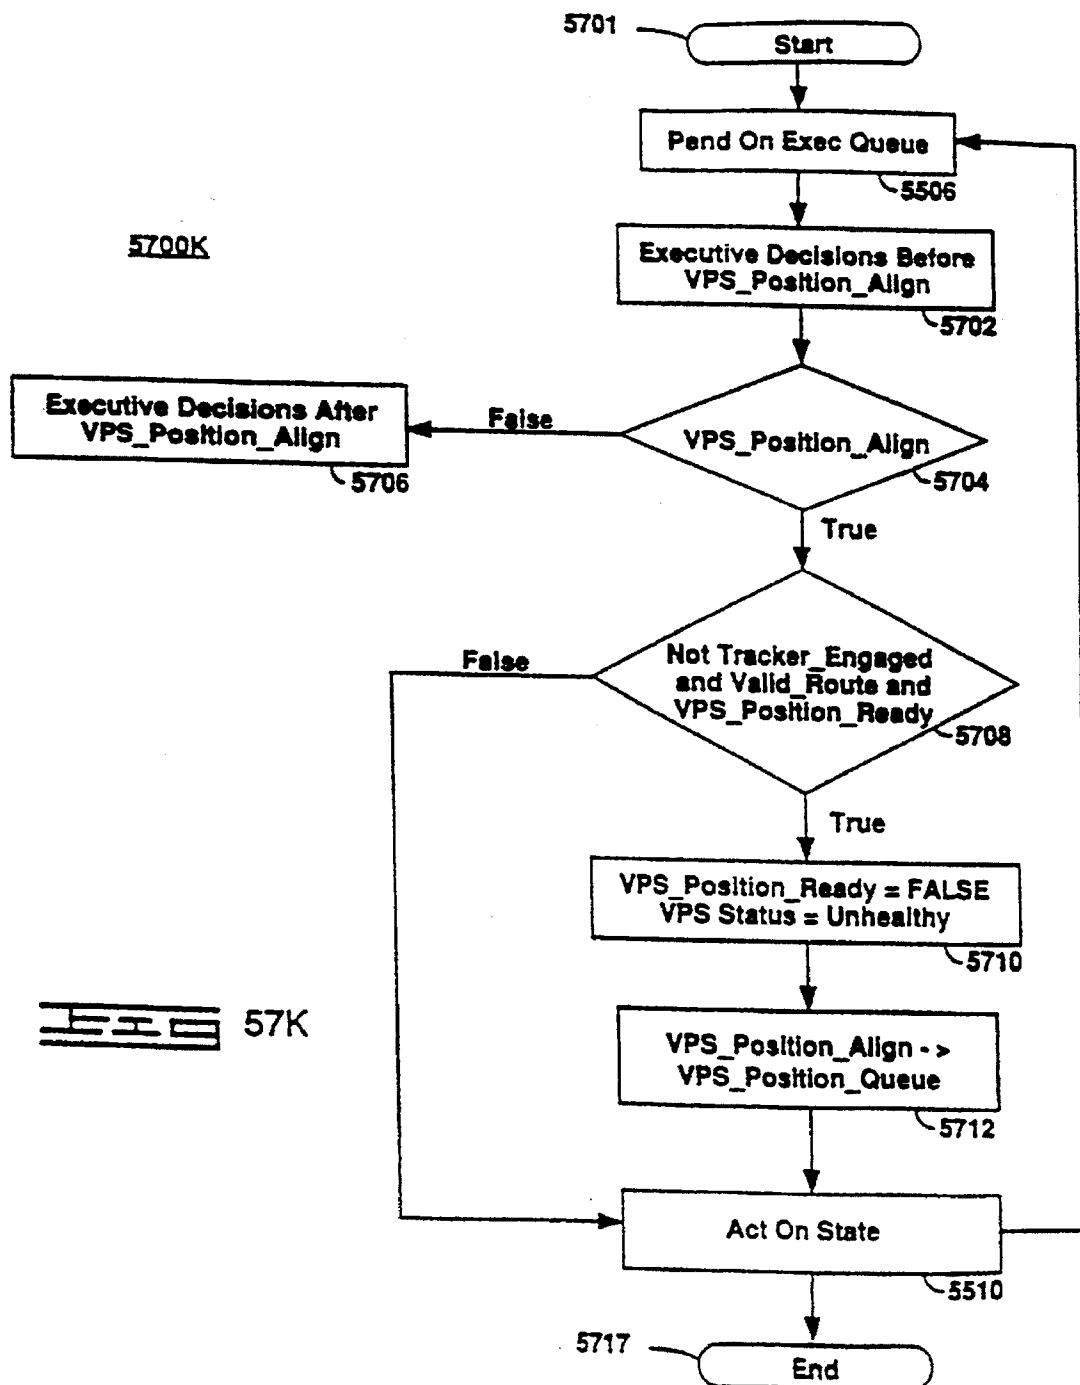 5701
Start
Pend On Exec Queue
5506
5700K
Executive Decisions Before
VPS_Position_Align
5702
Executive Decisions After
VPS_Position_Align
5706
False
VPS_Position_Align
5704
True
False
Not Tracker_Engaged
and Valid_Route and
VPS_Position_Ready
5708
True
VPS_Position_Ready = FALSE
VPS Status = Unhealthy
5710
57K
VPS_Position_Align - >
VPS_Position_Queue
5712
Act On State
5510
5717
End